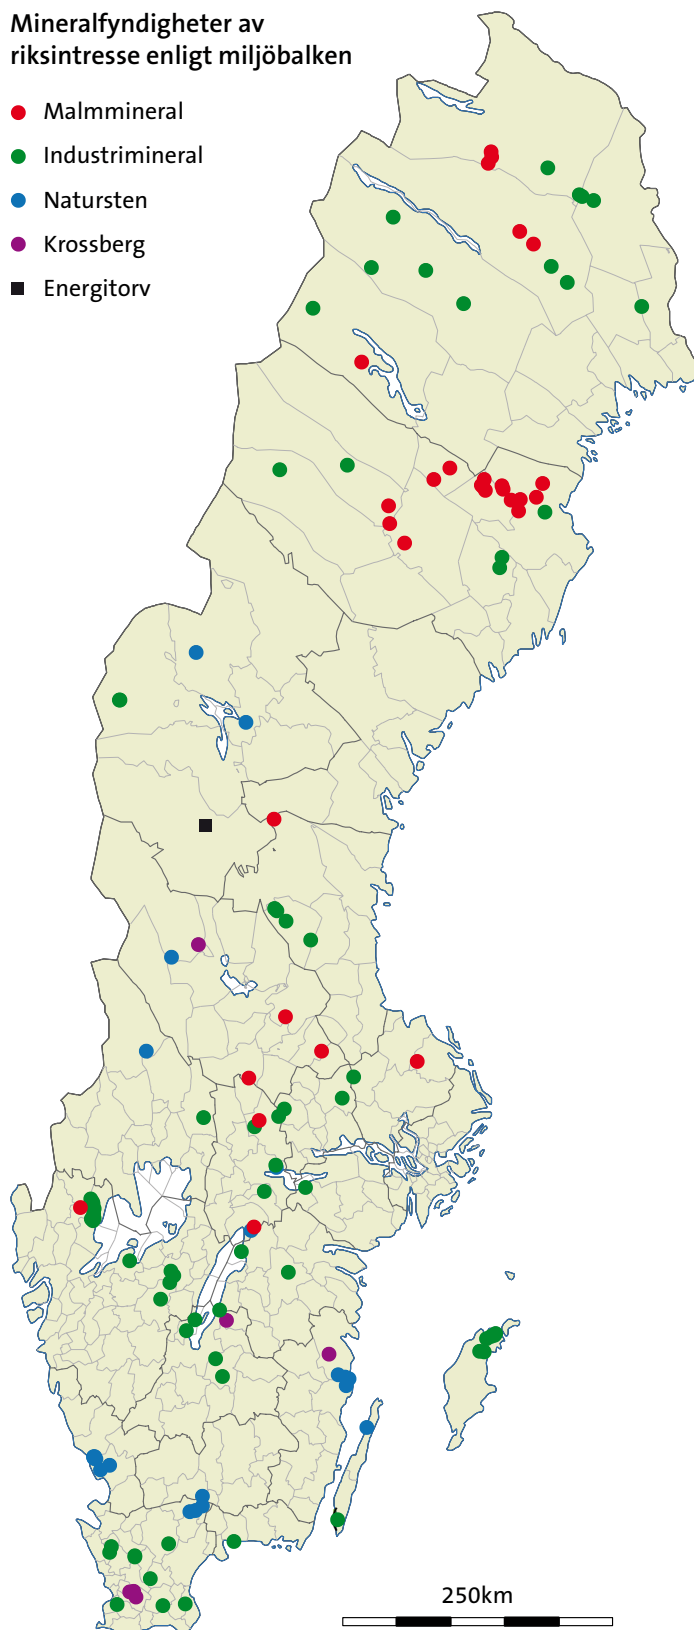 Mineralfyndigheter av
riksintresse enligt miljöbalken
Malmmineral
Industrimineral
Natursten
Krossberg
Energitorv
250km